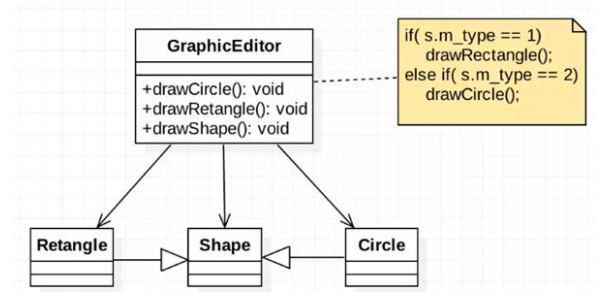 GraphicEditor
+drawCircle(): void
+drawRetangle(): void
+drawShape(): void
if( s.m_type == 1)
drawRectangle();
else if( s.m_type == 2)
drawCircle();
Retangle
Shape
Circle